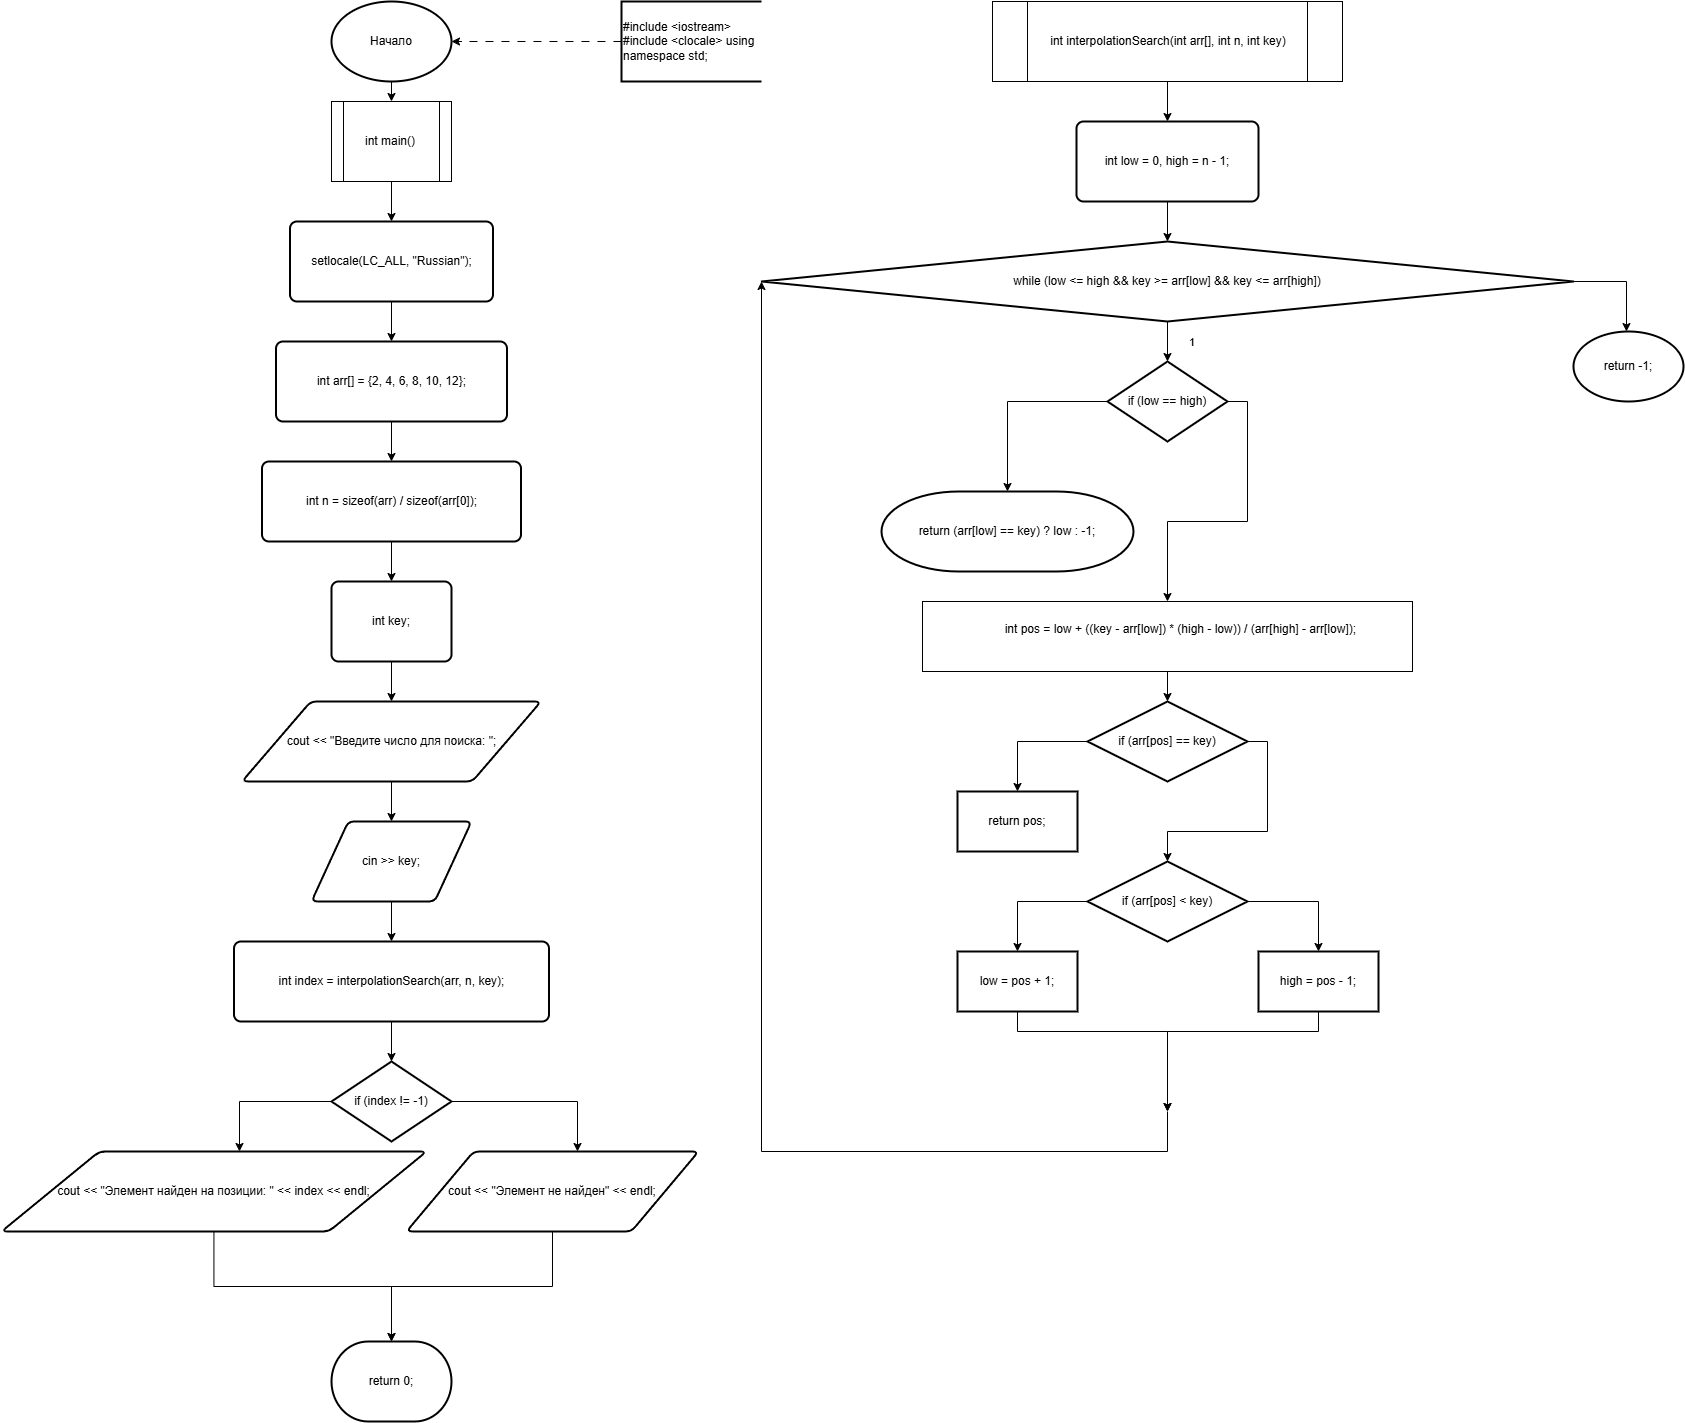 Начало
#include <iostream>
#include <clocale> using
namespace std;
int main()
setlocale(LC_ALL, "Russian");
int arr[] = {2, 4, 6, 8, 10, 12};
int n = sizeof(arr) / sizeof(arr[0]);
int key;
cout << "Введите число для поиска: ";
cin >> key;
int index = interpolationSearch(arr, n, key);
if (index != -1)
cout << "Элемент найден на позиции: " << index << endl;
cout << "Элемент не найден" << endl;
return 0;
int interpolationSearch(int arr[], int n, int key)
int low = 0, high = n - 1;
while (low <= high && key >= arr[low] && key <= arr[high])
1
return -1;
if (low == high)
return (arr[low] == key) ? low : -1;
int pos = low + ((key - arr[low]) * (high - low)) / (arr[high] - arr[low]);
if (arr[pos] == key)
return pos;
if (arr[pos] < key)
low = pos + 1;
high = pos - 1;